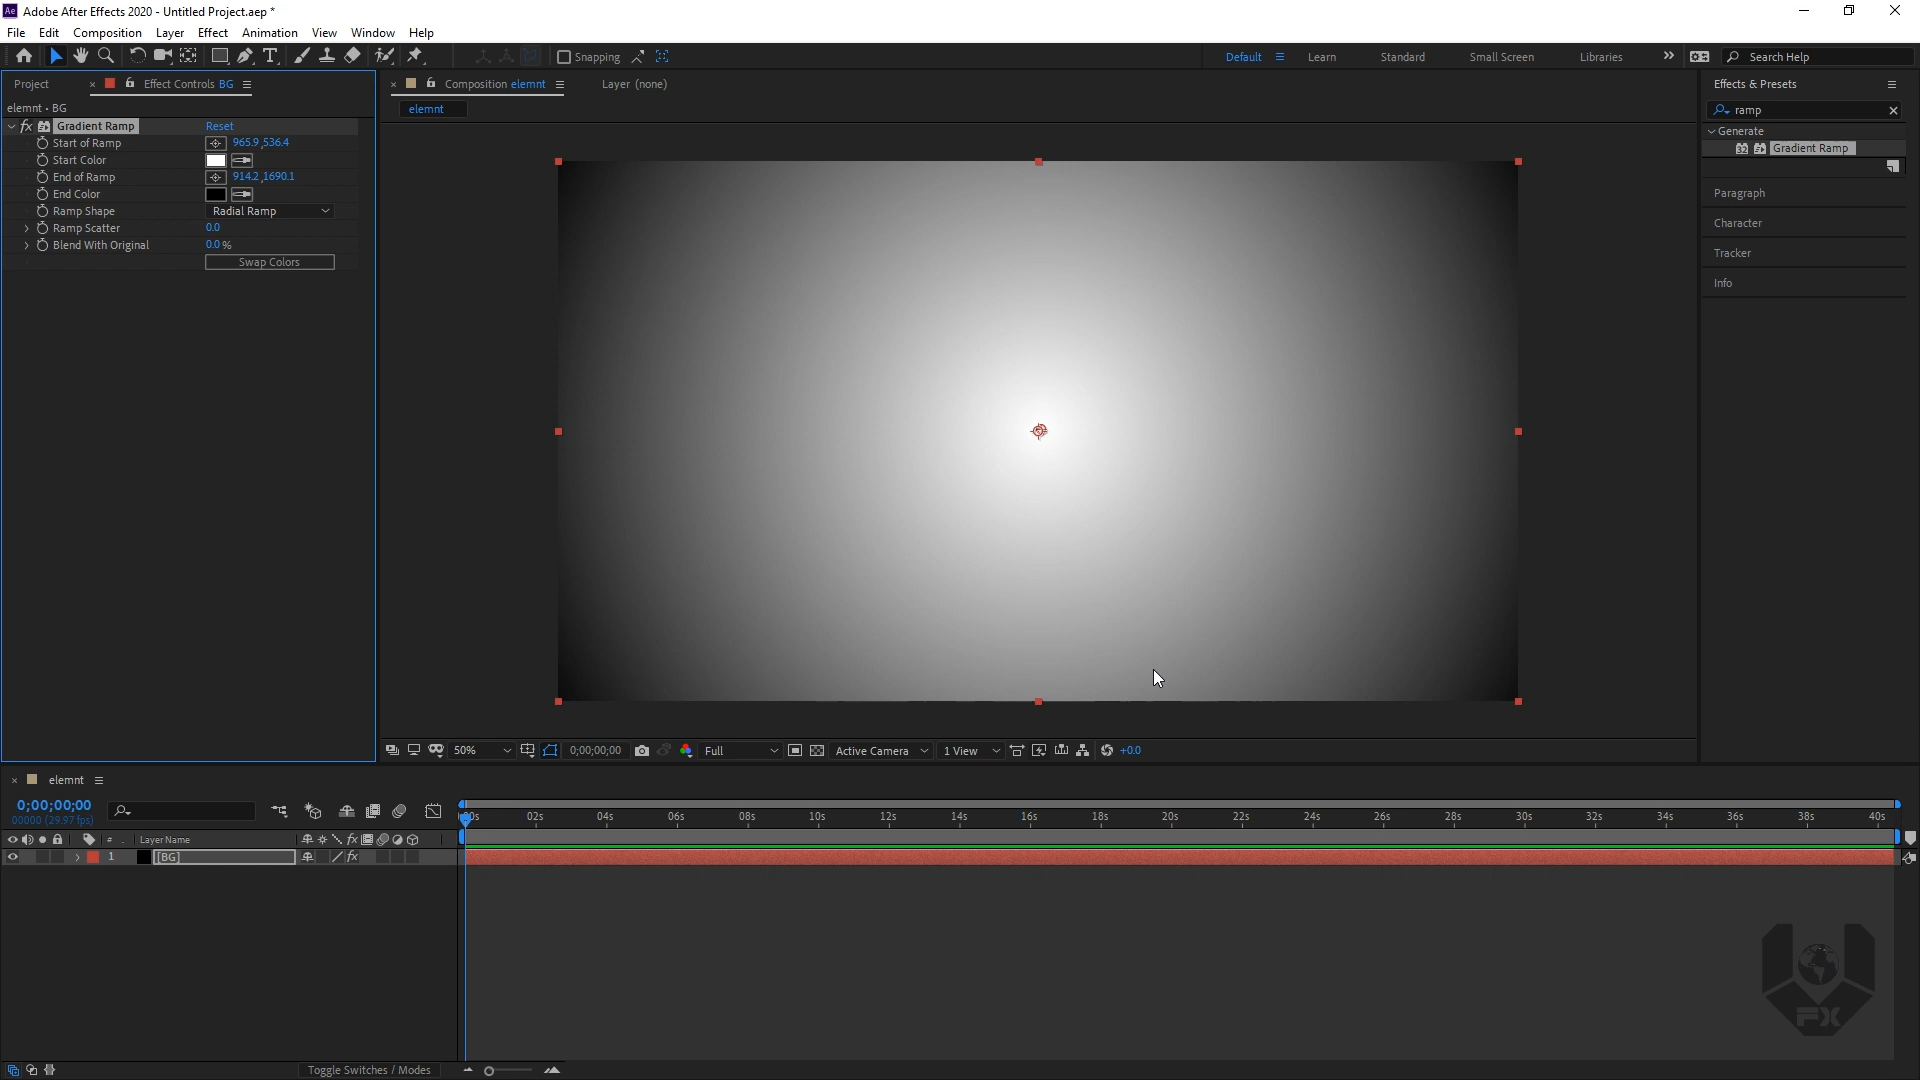 Adobe After Effects 2020 - Untitled Project.aep *
File Edit Composition Layer Effect Animation View Window Help
Snapping Default Learn Standard Small Screen Libraries Search Help
Project Effect Controls BG Composition elemnt Layer (none) Effects & Presets
elemnt • BG
elemnt
ramp
fx Gradient Ramp Reset
Generate
Start of Ramp 965.9 ,536.4
32 Gradient Ramp
Start Color
End of Ramp 914.2 ,1690.1
End Color
Paragraph
Ramp Shape Radial Ramp
Character
Ramp Scatter 0.0
Blend With Original 0.0 %
Tracker
Swap Colors
Info
50% 0;00;00;00 Full Active Camera 1 View +0.0
elemnt
0;00;00;00
00000 (29.97 fps)
00s 02s 04s 06s 08s 10s 12s 14s 16s 18s 20s 22s 24s 26s 28s 30s 32s 34s 36s 38s 40s
# . Layer Name fx
1 [BG] fx
FX
Toggle Switches / Modes